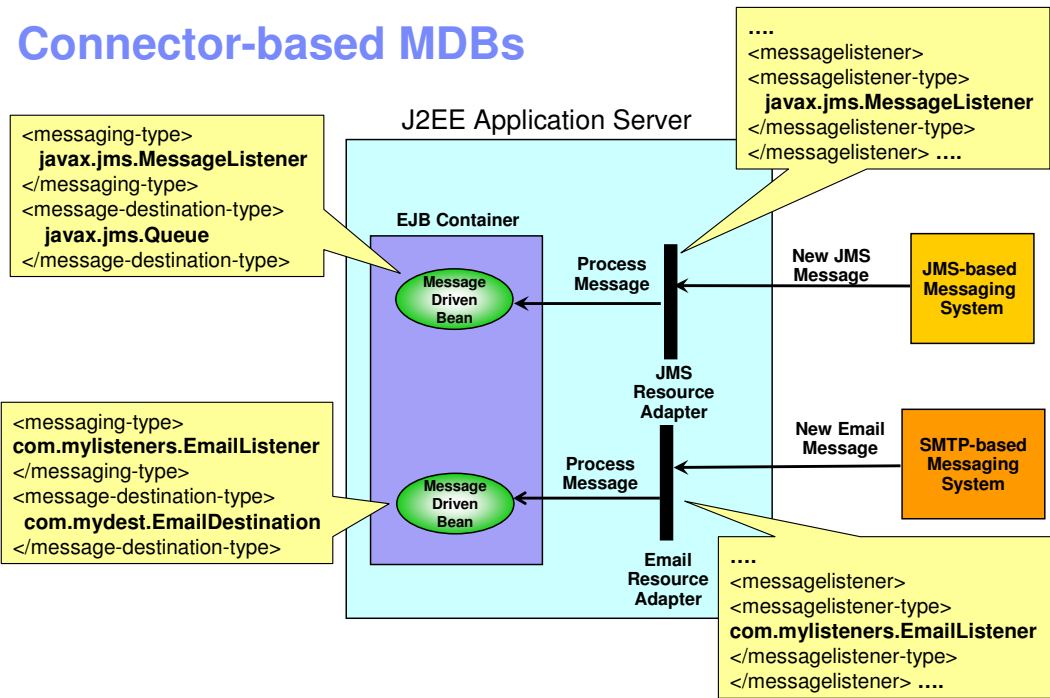 Connector-based MDBs
J2EE Application Server
<messaging-type>
javax.jms.MessageListener
</messaging-type>
<message-destination-type>
javax.jms.Queue
</message-destination-type>
….
<messagelistener>
<messagelistener-type>
javax.jms.MessageListener
</messagelistener-type>
</messagelistener> ….
EJB Container
Message
Driven
Bean
Process
Message
New JMS
Message
JMS-based
Messaging
System
JMS
Resource
Adapter
<messaging-type>
com.mylisteners.EmailListener
</messaging-type>
<message-destination-type>
com.mydest.EmailDestination
</message-destination-type>
Message
Driven
Bean
Process
Message
New Email
Message
SMTP-based
Messaging
System
Email
Resource
Adapter
….
<messagelistener>
<messagelistener-type>
com.mylisteners.EmailListener
</messagelistener-type>
</messagelistener> ….